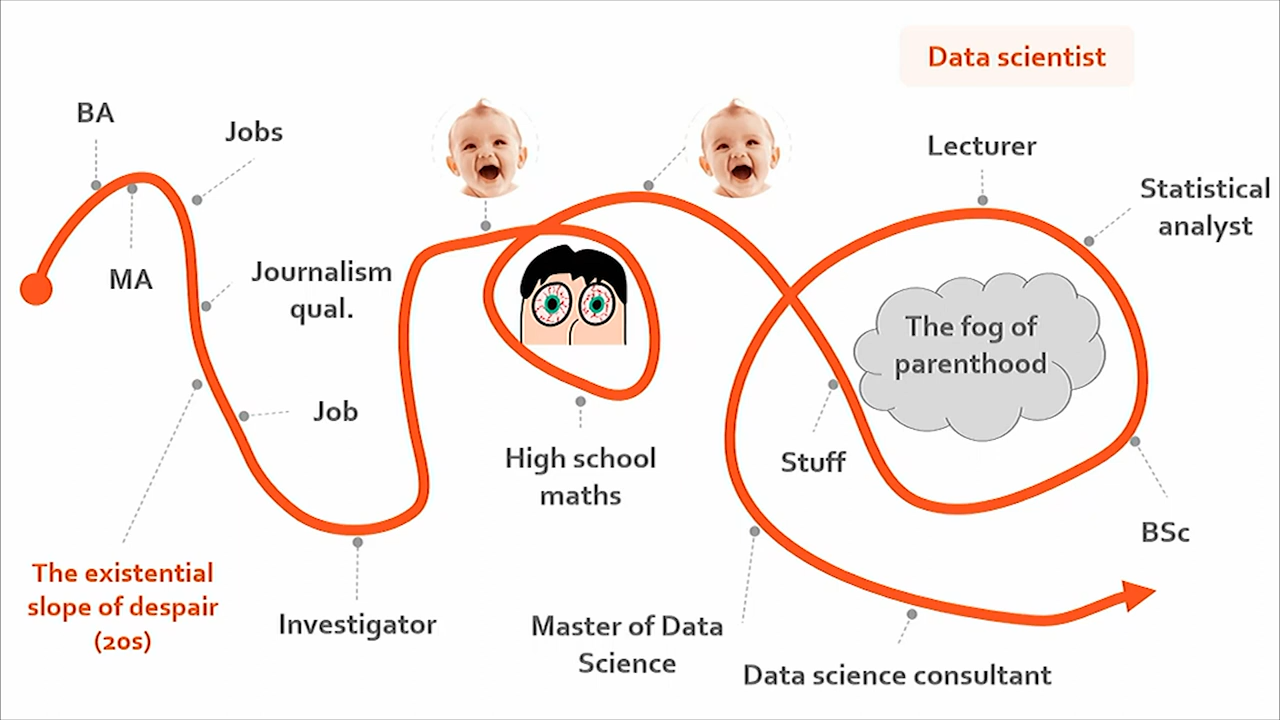 Data scientist
BA
Jobs
MA
Journalism
qual.
Job
The existential
slope of despair
(20s)
Investigator
High school
maths
Stuff
The fog of
parenthood
Lecturer
Statistical
analyst
BSc
Master of Data
Science
Data science consultant